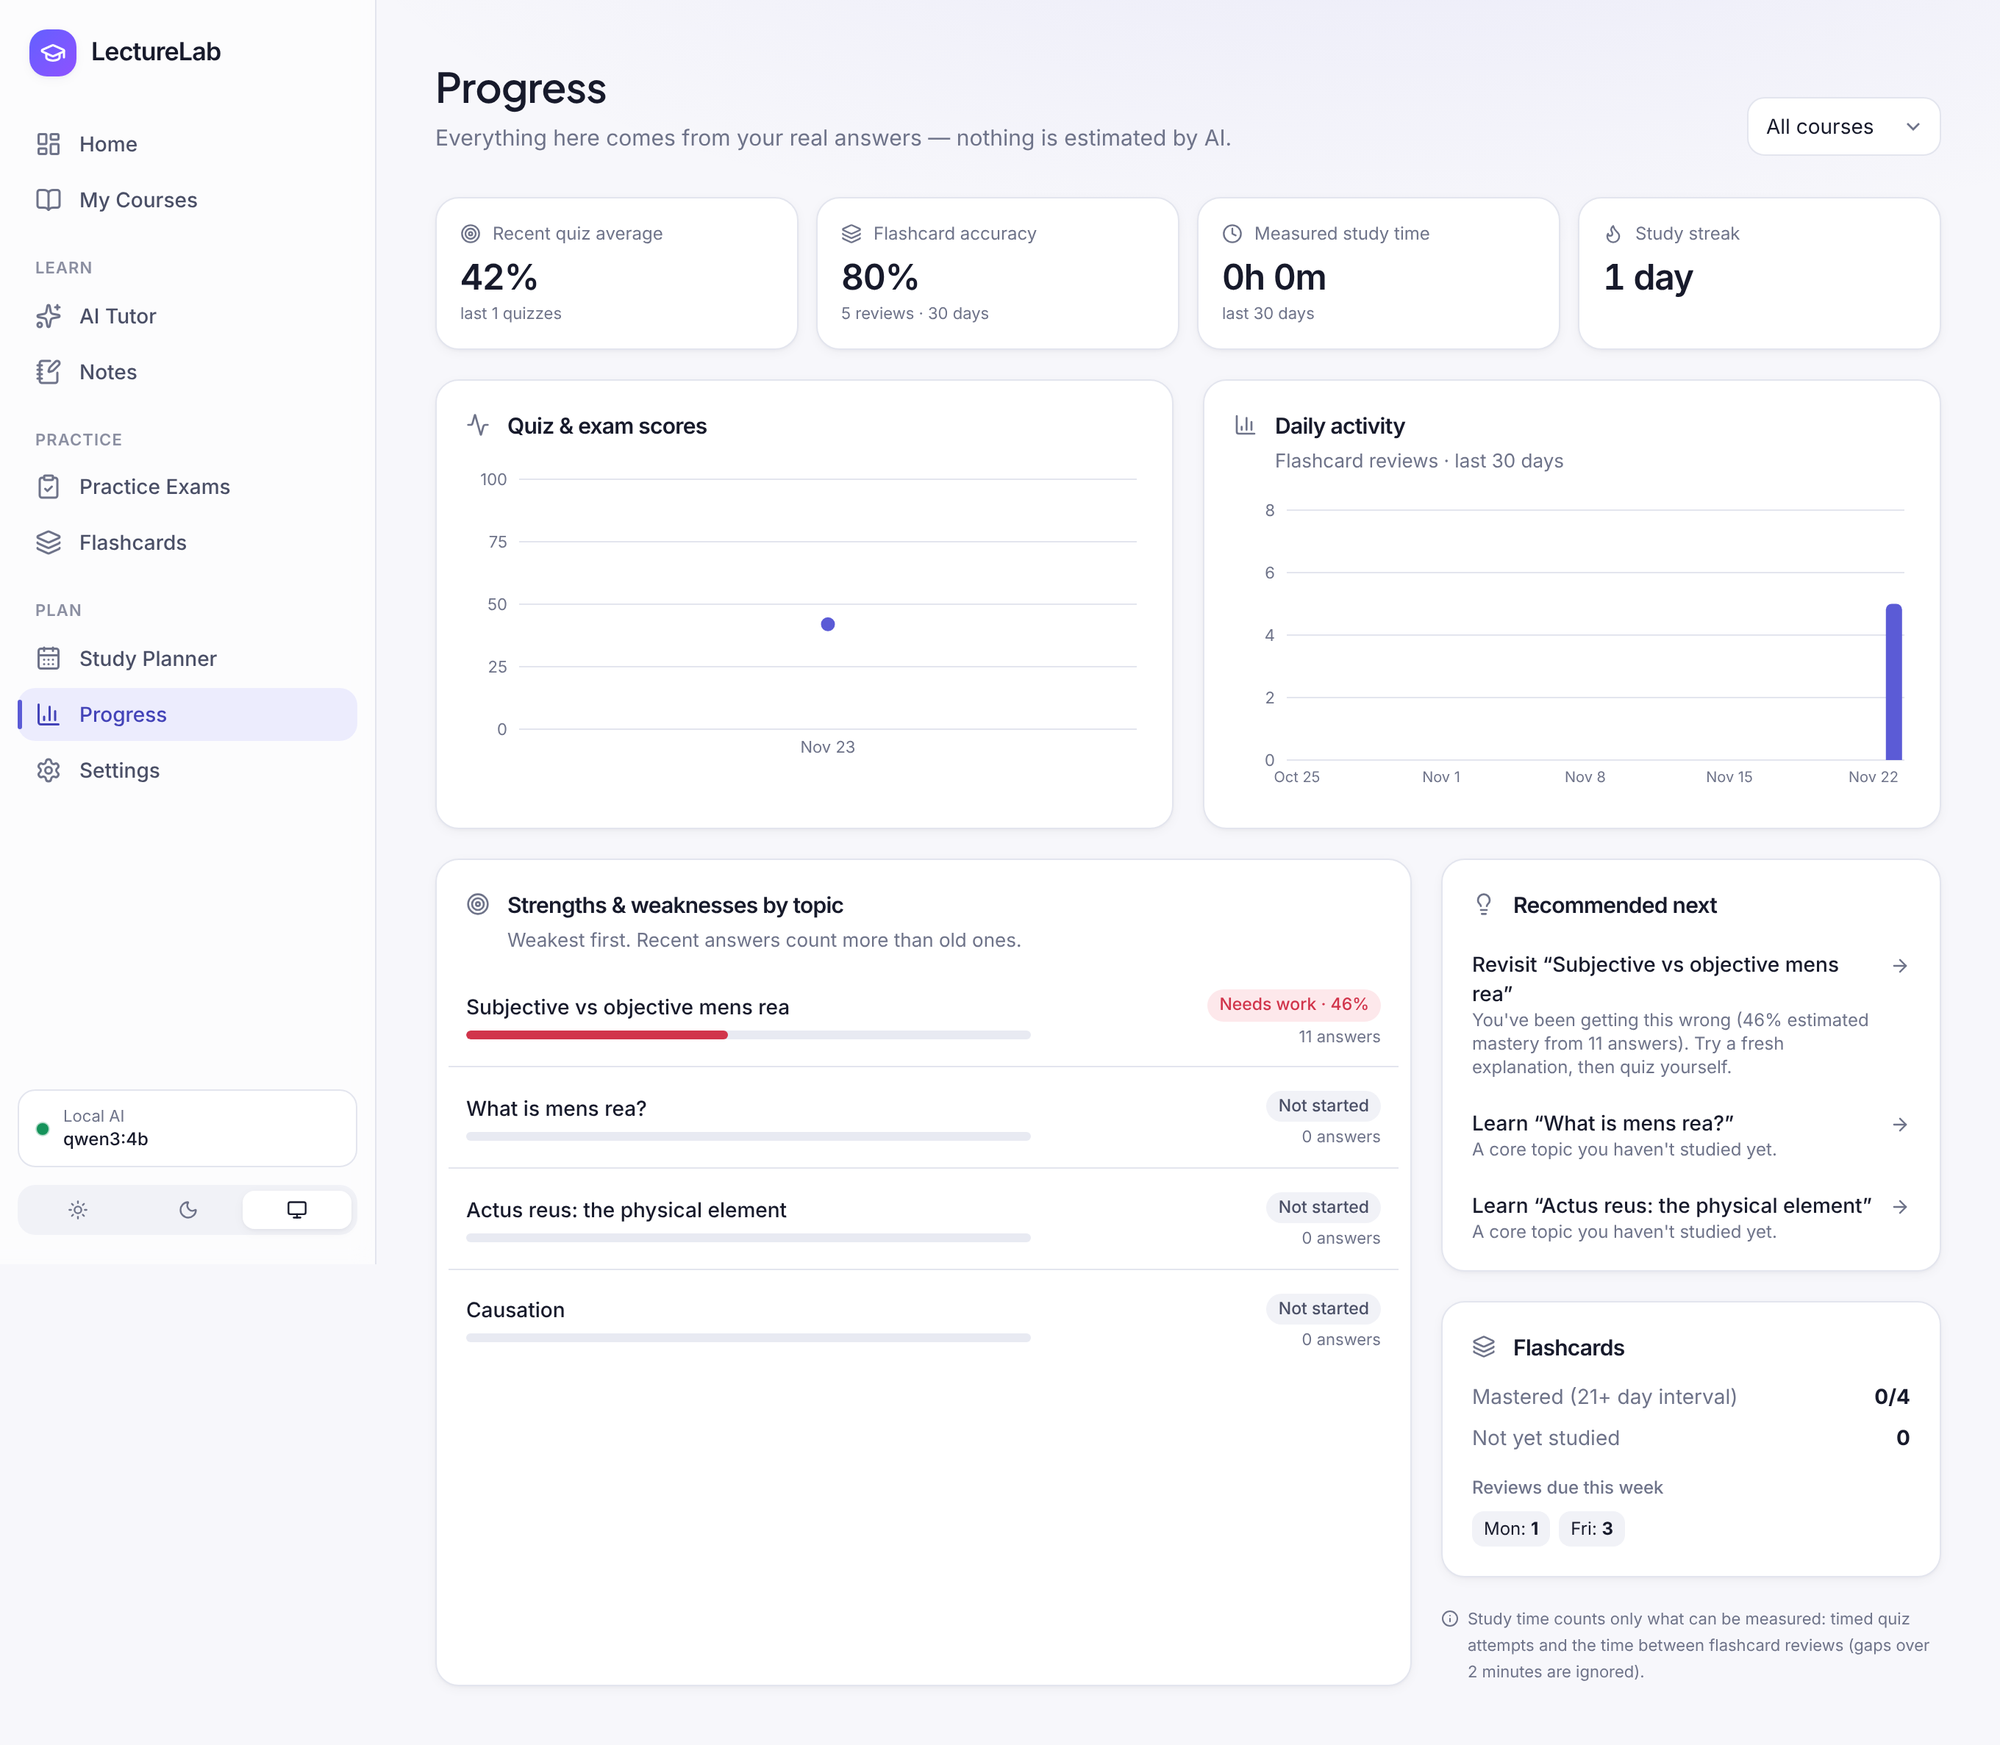 LectureLab
Home
My Courses
LEARN
AI Tutor
Notes
PRACTICE
Practice Exams
Flashcards
PLAN
Study Planner
Progress
Settings
Local AI
qwen3:4b
Progress
Everything here comes from your real answers — nothing is estimated by AI.
All courses
Recent quiz average
42%
last 1 quizzes
Flashcard accuracy
80%
5 reviews · 30 days
Measured study time
0h 0m
last 30 days
Study streak
1 day
Quiz & exam scores
100
75
50
25
0
Nov 23
Daily activity
Flashcard reviews · last 30 days
8
6
4
2
0
Oct 25 Nov 1 Nov 8 Nov 15 Nov 22
Strengths & weaknesses by topic
Weakest first. Recent answers count more than old ones.
Subjective vs objective mens rea
Needs work · 46%
11 answers
What is mens rea?
Not started
0 answers
Actus reus: the physical element
Not started
0 answers
Causation
Not started
0 answers
Recommended next
Revisit “Subjective vs objective mens
rea”
You've been getting this wrong (46% estimated
mastery from 11 answers). Try a fresh
explanation, then quiz yourself.
Learn “What is mens rea?”
A core topic you haven't studied yet.
Learn “Actus reus: the physical element”
A core topic you haven't studied yet.
Flashcards
Mastered (21+ day interval) 0/4
Not yet studied 0
Reviews due this week
Mon: 1 Fri: 3
Study time counts only what can be measured: timed quiz
attempts and the time between flashcard reviews (gaps over
2 minutes are ignored).